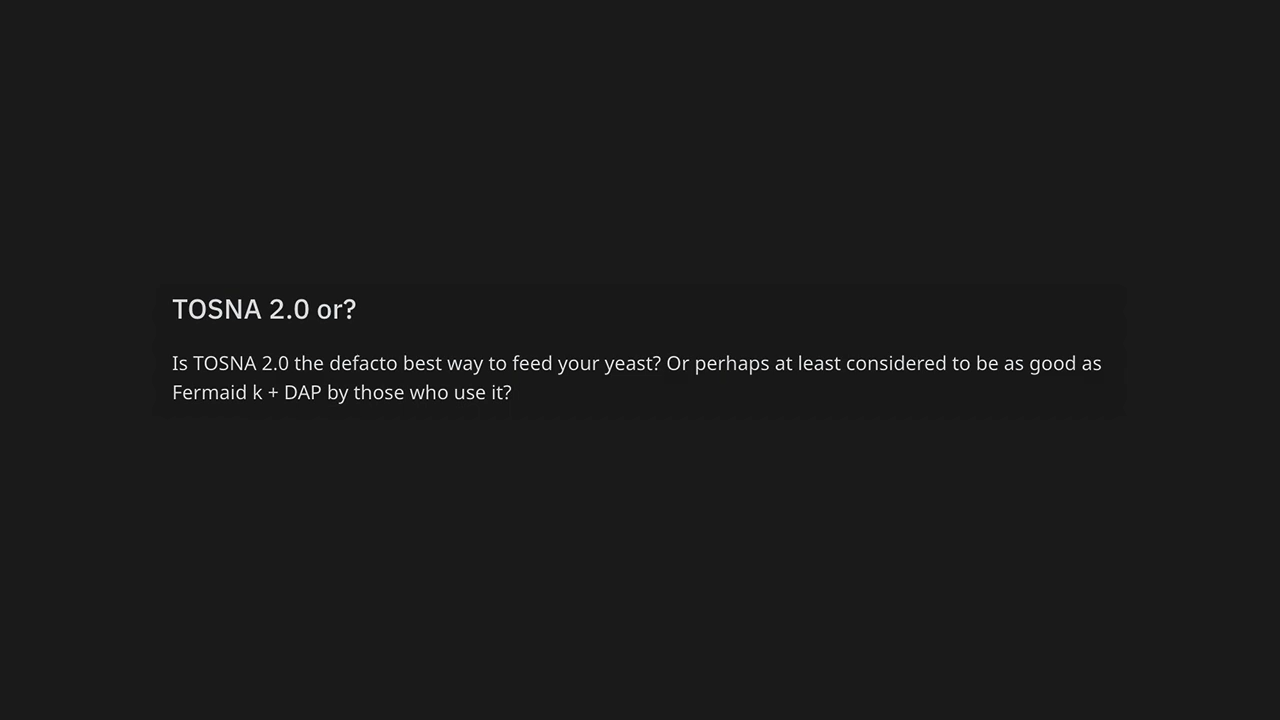 TOSNA 2.0 or?
Is TOSNA 2.0 the defacto best way to feed your yeast? Or perhaps at least considered to be as good as
Fermaid k + DAP by those who use it?